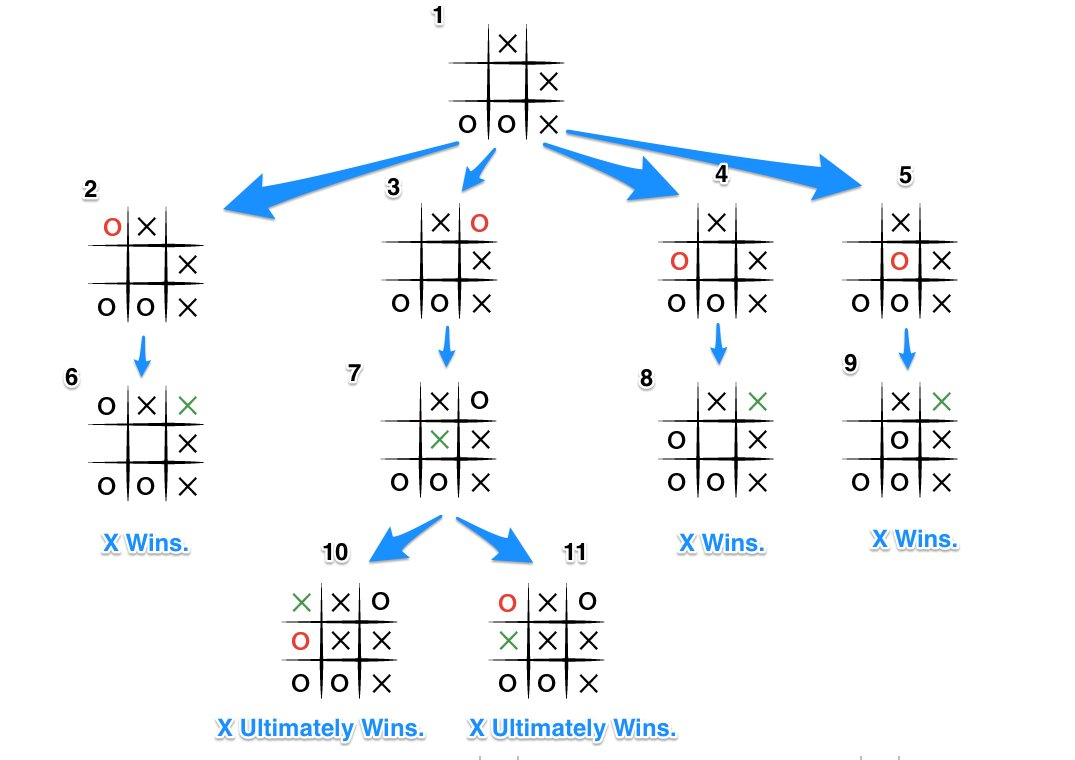 1
X
X
O O X
2 3 4 5
O X
X
O O X
X O
X
O O X
X
O X
O O X
X
O X
O O X
6 7 8 9
O X X
X
O O X
X O
X X
O O X
X X
O X
O O X
X X
O X
O O X
X Wins.
X Wins.
X Wins.
10 11
X X O
O X X
O O X
O X O
X X X
O O X
X Ultimately Wins.
X Ultimately Wins.